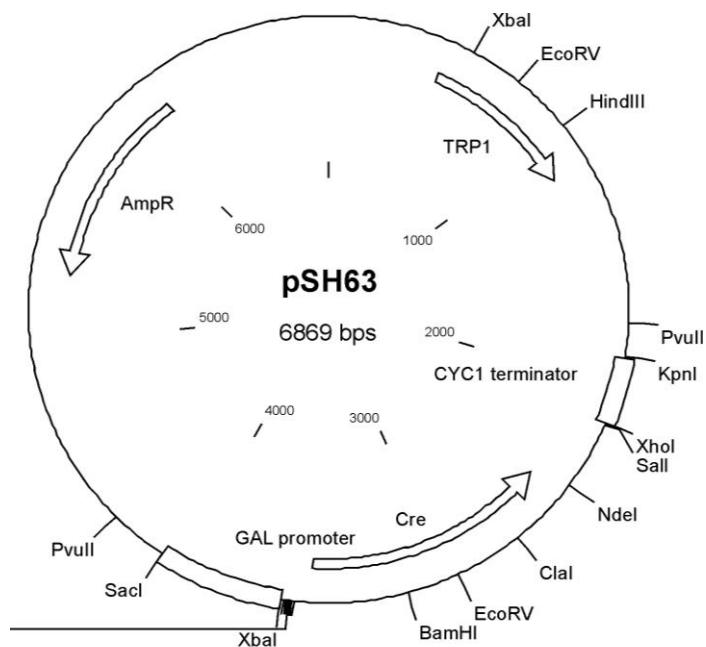 XbaI
EcoRV
HindIII
TRP1
AmpR
6000
1000
pSH63
6869 bps
5000
2000
PvuII
KpnI
CYC1 terminator
4000
3000
XhoI
SalI
NdeI
Cre
GAL promoter
PvuII
ClaI
SacI
EcoRV
BamHI
XbaI